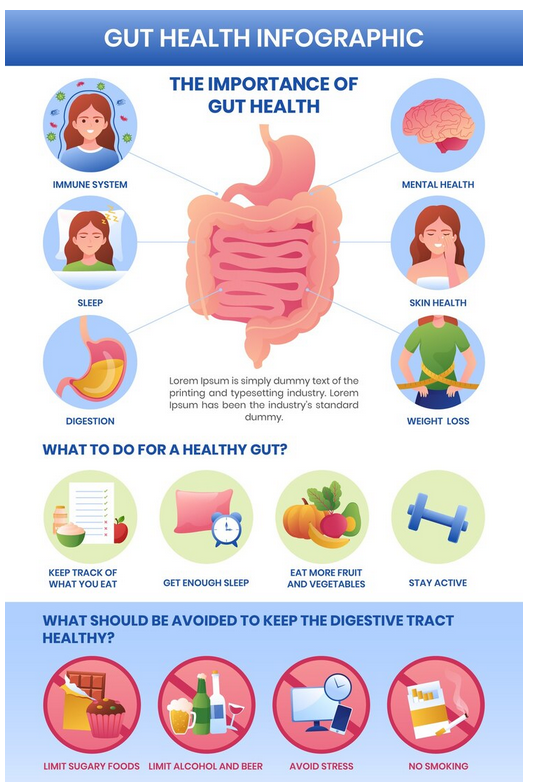 GUT HEALTH INFOGRAPHIC
THE IMPORTANCE OF
GUT HEALTH
IMMUNE SYSTEM
MENTAL HEALTH
SLEEP
SKIN HEALTH
DIGESTION
WEIGHT LOSS
Lorem Ipsum is simply dummy text of the
printing and typesetting industry. Lorem
Ipsum has been the industry's standard
dummy.
WHAT TO DO FOR A HEALTHY GUT?
KEEP TRACK OF
WHAT YOU EAT
GET ENOUGH SLEEP
EAT MORE FRUIT
AND VEGETABLES
STAY ACTIVE
WHAT SHOULD BE AVOIDED TO KEEP THE DIGESTIVE TRACT
HEALTHY?
LIMIT SUGARY FOODS
LIMIT ALCOHOL AND BEER
AVOID STRESS
NO SMOKING